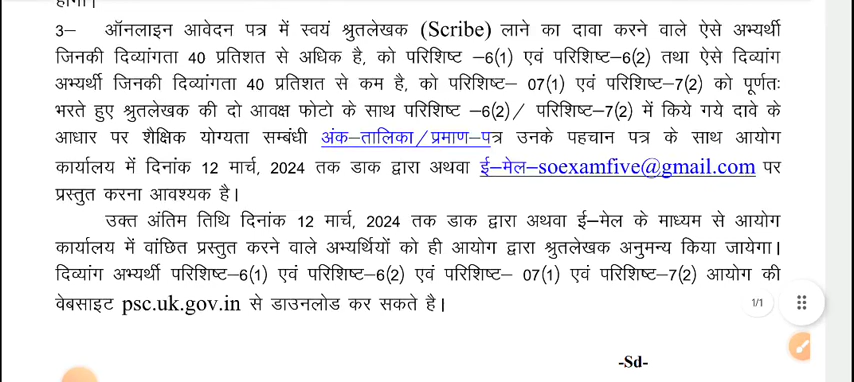 होगा।
3– ऑनलाइन आवेदन पत्र में स्वयं श्रुतलेखक (Scribe) लाने का दावा करने वाले ऐसे अभ्यर्थी
जिनकी दिव्यांगता 40 प्रतिशत से अधिक है, को परिशिष्ट –6(1) एवं परिशिष्ट–6(2) तथा ऐसे दिव्यांग
अभ्यर्थी जिनकी दिव्यांगता 40 प्रतिशत से कम है, को परिशिष्ट– 07(1) एवं परिशिष्ट–7(2) को पूर्णतः
भरते हुए श्रुतलेखक की दो आवक्ष फोटो के साथ परिशिष्ट –6(2)/ परिशिष्ट–7(2) में किये गये दावे के
आधार पर शैक्षिक योग्यता सम्बंधी अंक–तालिका/प्रमाण–पत्र उनके पहचान पत्र के साथ आयोग
कार्यालय में दिनांक 12 मार्च, 2024 तक डाक द्वारा अथवा ई–मेल–soexamfive@gmail.com पर
प्रस्तुत करना आवश्यक है।
उक्त अंतिम तिथि दिनांक 12 मार्च, 2024 तक डाक द्वारा अथवा ई–मेल के माध्यम से आयोग
कार्यालय में वांछित प्रस्तुत करने वाले अभ्यर्थियों को ही आयोग द्वारा श्रुतलेखक अनुमन्य किया जायेगा।
दिव्यांग अभ्यर्थी परिशिष्ट–6(1) एवं परिशिष्ट–6(2) एवं परिशिष्ट– 07(1) एवं परिशिष्ट–7(2) आयोग की
वेबसाइट psc.uk.gov.in से डाउनलोड कर सकते है।
1/1
-Sd-